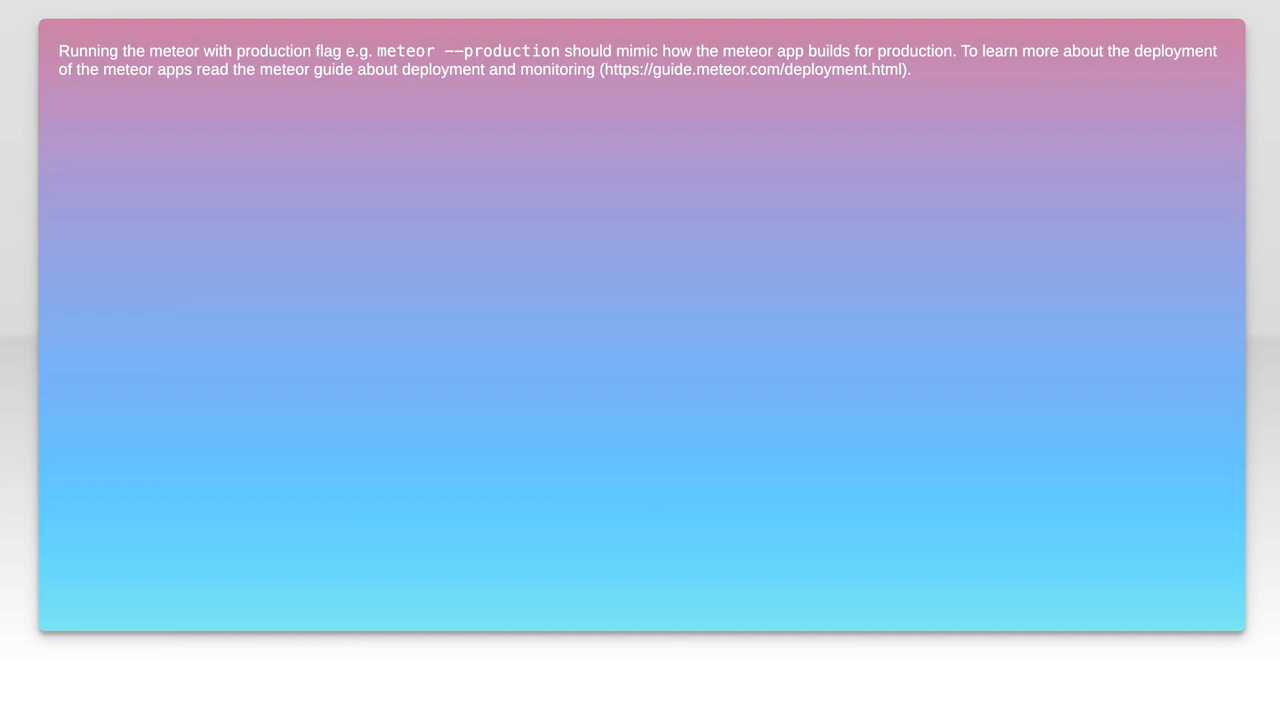 Running the meteor with production flag e.g. meteor --production should mimic how the meteor app builds for production. To learn more about the deployment
of the meteor apps read the meteor guide about deployment and monitoring (https://guide.meteor.com/deployment.html).